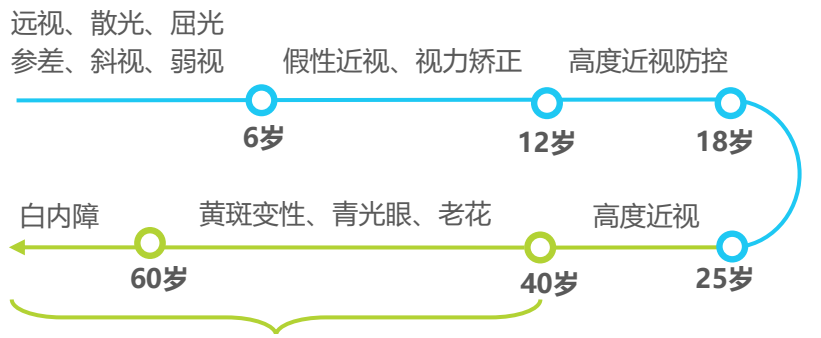 远视、散光、屈光
参差、斜视、弱视
假性近视、视力矫正
高度近视防控
6岁
12岁
18岁
白内障
黄斑变性、青光眼、老花
高度近视
60岁
40岁
25岁